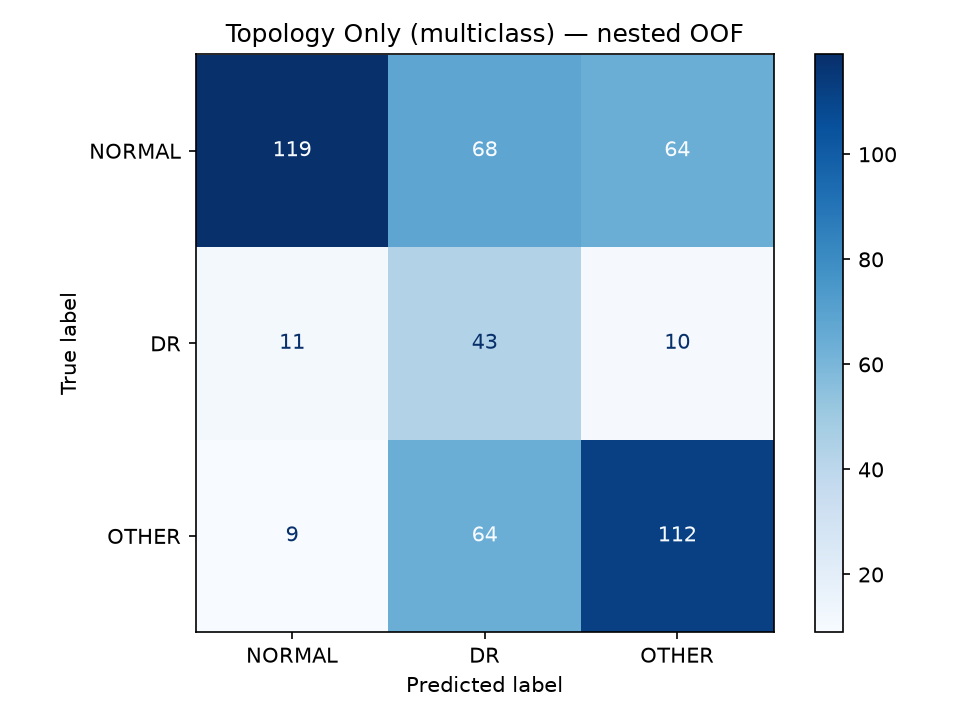 Topology Only (multiclass) — nested OOF
NORMAL
119
68
64
100
80
DR
11
43
10
True label
60
40
OTHER
9
64
112
20
NORMAL
DR
OTHER
Predicted label